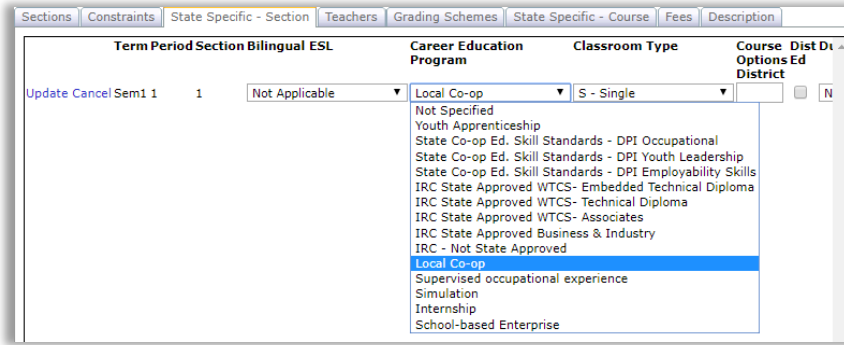 Sections Constraints State Specific - Section Teachers Grading Schemes State Specific - Course Fees Description
Term Period Section Bilingual ESL Career Education Program Classroom Type Course Options District Dist Ed
Update Cancel Sem1 1 1 Not Applicable Local Co-op S - Single N
Not Specified
Youth Apprenticeship
State Co-op Ed. Skill Standards - DPI Occupational
State Co-op Ed. Skill Standards - DPI Youth Leadership
State Co-op Ed. Skill Standards - DPI Employability Skills
IRC State Approved WTCS- Embedded Technical Diploma
IRC State Approved WTCS- Technical Diploma
IRC State Approved WTCS- Associates
IRC State Approved Business & Industry
IRC - Not State Approved
Local Co-op
Supervised occupational experience
Simulation
Internship
School-based Enterprise